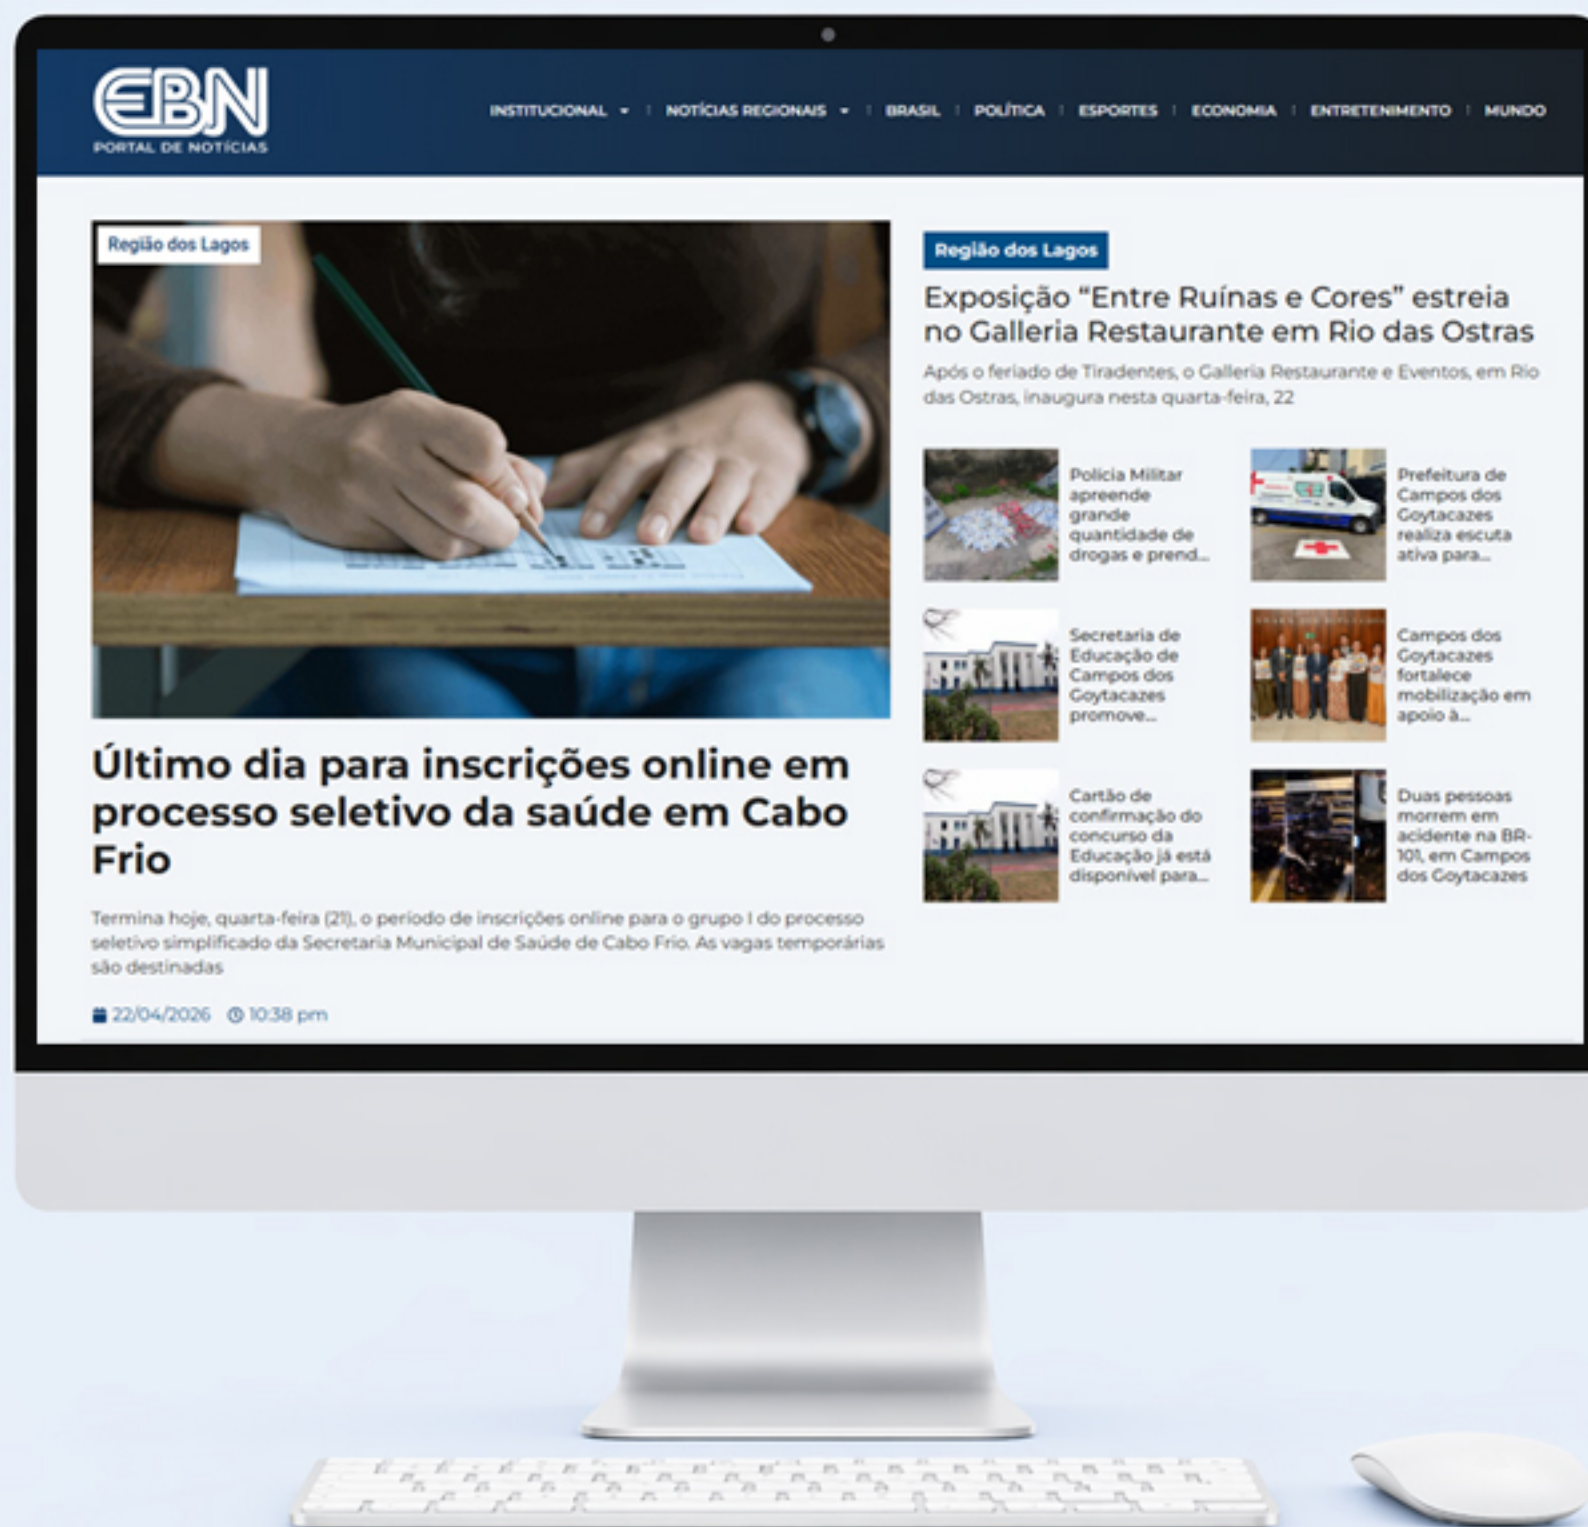 EBN
PORTAL DE NOTÍCIAS
INSTITUCIONAL
NOTÍCIAS REGIONAIS
BRASIL
POLÍTICA
ESPORTES
ECONOMIA
ENTRETENIMENTO
MUNDO
Região dos Lagos
Último dia para inscrições online em
processo seletivo da saúde em Cabo
Frio
Termina hoje, quarta-feira (21), o período de inscrições online para o grupo I do processo
seletivo simplificado da Secretaria Municipal de Saúde de Cabo Frio. As vagas temporárias
são destinadas
22/04/2026 10:38 pm
Região dos Lagos
Exposição “Entre Ruínas e Cores” estreia
no Galleria Restaurante em Rio das Ostras
Após o feriado de Tiradentes, o Galleria Restaurante e Eventos, em Rio
das Ostras, inaugura nesta quarta-feira, 22
Polícia Militar
apreende
grande
quantidade de
drogas e prend...
Prefeitura de
Campos dos
Goytacazes
realiza escuta
ativa para...
Secretaria de
Educação de
Campos dos
Goytacazes
promove...
Campos dos
Goytacazes
fortalece
mobilização em
apoio à...
Cartão de
confirmação do
concurso da
Educação já está
disponível para...
Duas pessoas
morrem em
acidente na BR-
101, em Campos
dos Goytacazes